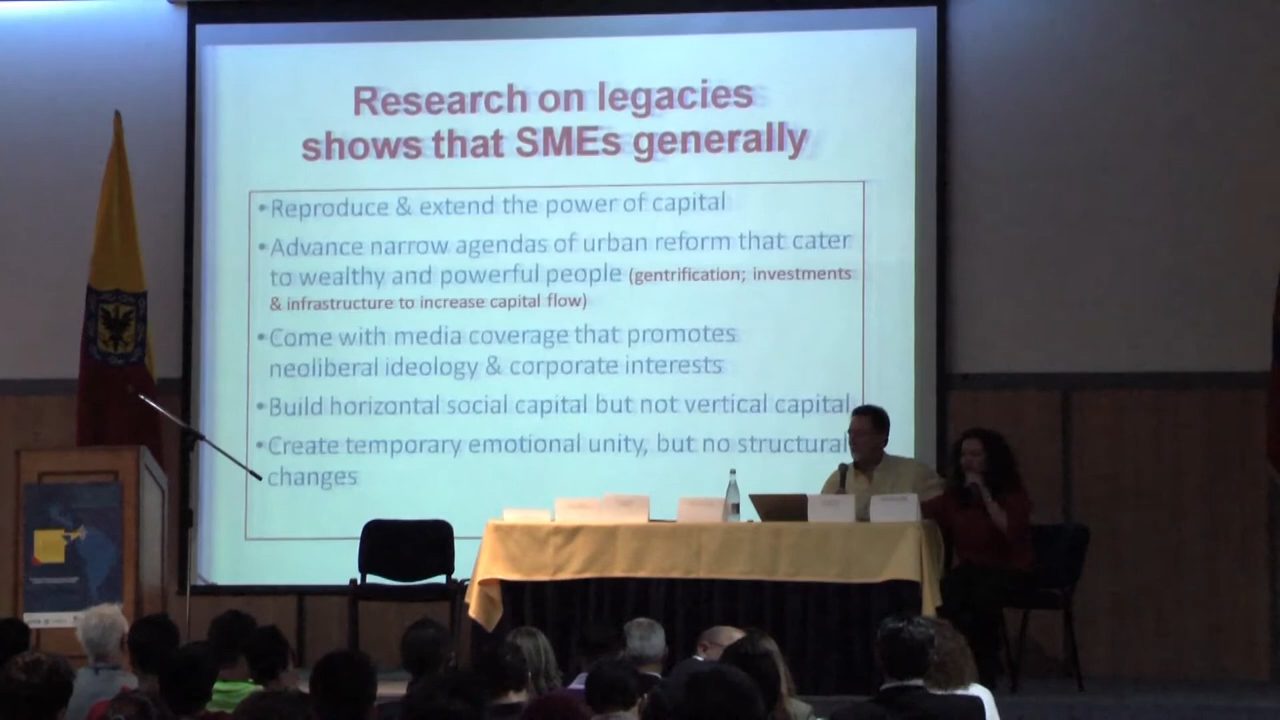 Research on legacies
shows that SMEs generally
•Reproduce & extend the power of capital
•Advance narrow agendas of urban reform that cater
to wealthy and powerful people (gentrification; investments
& infrastructure to increase capital flow)
•Come with media coverage that promotes
neoliberal ideology & corporate interests
•Build horizontal social capital but not vertical capital
•Create temporary emotional unity, but no structural
changes